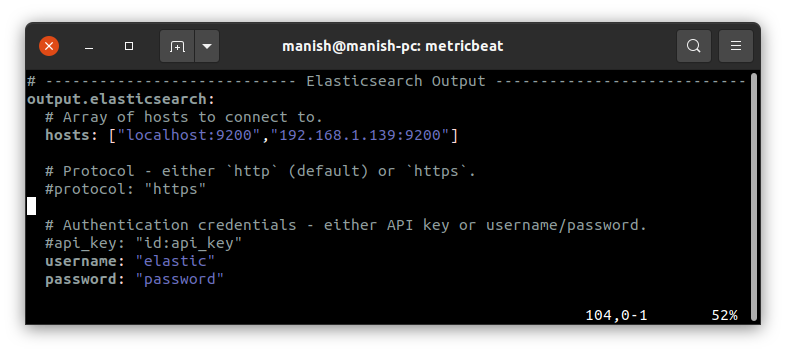 manish@manish-pc: metricbeat
# ---------------------------- Elasticsearch Output ----------------------------
output.elasticsearch:
  # Array of hosts to connect to.
  hosts: ["localhost:9200","192.168.1.139:9200"]

  # Protocol - either `http` (default) or `https`.
  #protocol: "https"

  # Authentication credentials - either API key or username/password.
  #api_key: "id:api_key"
  username: "elastic"
  password: "password"
104,0-1 52%